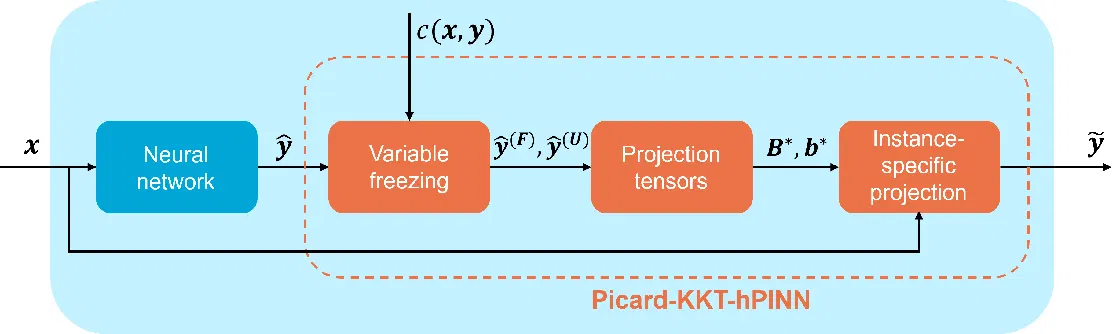 c(x, y)
x
Neural
network
ŷ
Variable
freezing
ŷ(F), ŷ(U)
Projection
tensors
B*, b*
Instance-
specific
projection
ỹ
Picard-KKT-hPINN